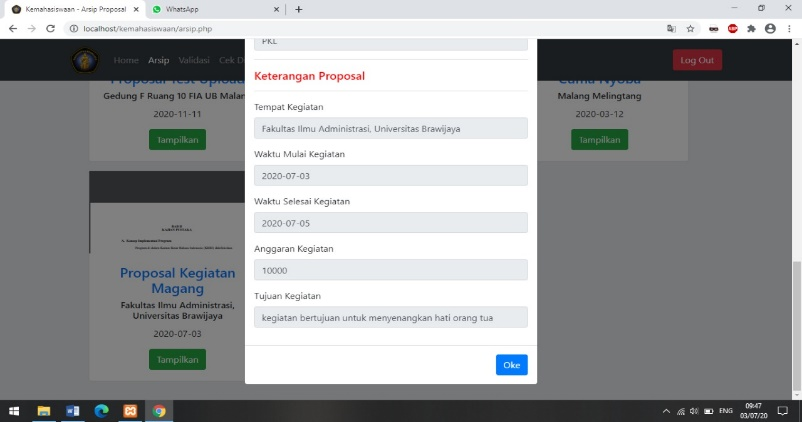 Kemahasiswaan - Arsip Proposal
WhatsApp
localhost/kemahasiswaan/arsip.php
Home Arsip Validasi Cek D
Log Out
PKL
Keterangan Proposal
Tempat Kegiatan
Fakultas Ilmu Administrasi, Universitas Brawijaya
Waktu Mulai Kegiatan
2020-07-03
Waktu Selesai Kegiatan
2020-07-05
Anggaran Kegiatan
10000
Tujuan Kegiatan
kegiatan bertujuan untuk menyenangkan hati orang tua
Oke
Proposal Test Upload
Gedung F Ruang 10 FIA UB Malan
2020-11-11
Tampilkan
Cuma Nyoba
Malang Melingtang
2020-03-12
Tampilkan
Proposal Kegiatan
Magang
Fakultas Ilmu Administrasi,
Universitas Brawijaya
2020-07-03
Tampilkan
ENG
09:47
03/07/20